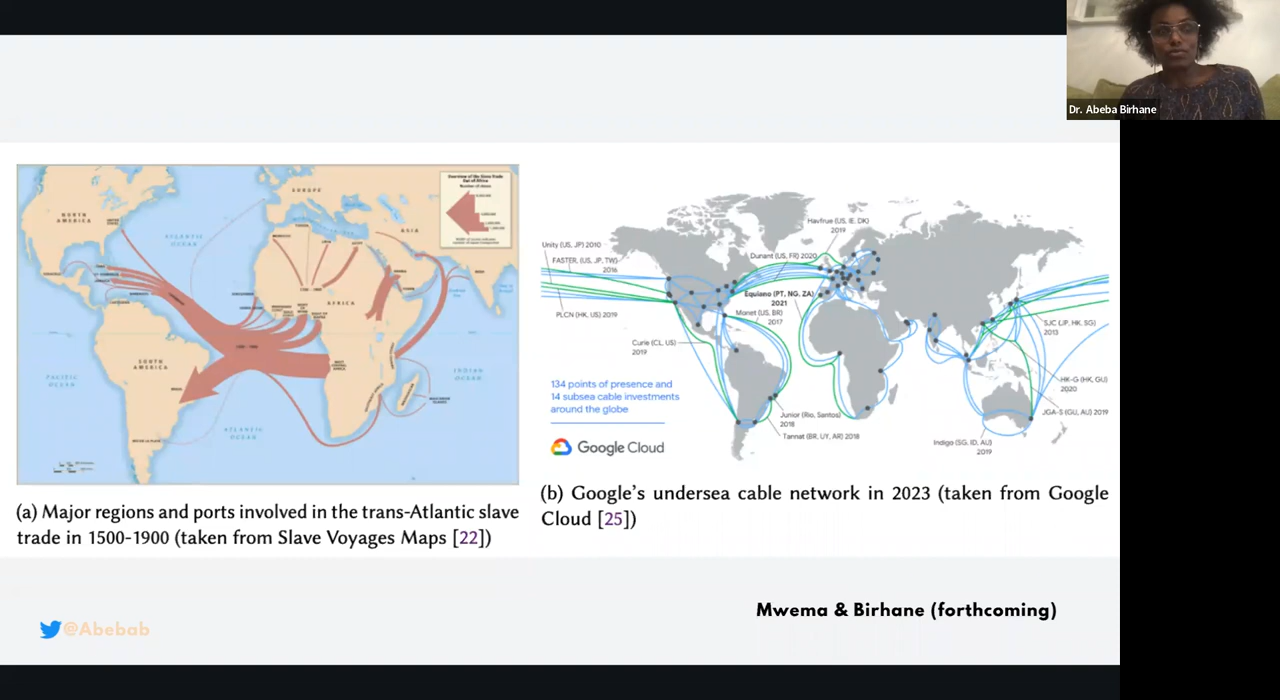 Dr. Abeba Birhane
Overview of the Slave Trade
Out of Africa
EUROPE
NORTH
AMERICA
ATLANTIC
OCEAN
ASIA
AFRICA
SOUTH
AMERICA
BRAZIL
PACIFIC
OCEAN
INDIAN
OCEAN
ATLANTIC
OCEAN
(a) Major regions and ports involved in the trans-Atlantic slave
trade in 1500-1900 (taken from Slave Voyages Maps [22])
Havfrue (US, IE, DK)
2019
Unity (US, JP) 2010
FASTER, (US, JP, TW)
2016
Durant (US, FR) 2020
Equiano (PT, NG, ZA)
2021
PLCN (HK, US) 2019
Monet (US, BR)
2017
Curie (CL, US)
2019
SJC (JP, HK, SG)
2013
HK-G (HK, GU)
2020
JGA-S (GU, AU) 2019
134 points of presence and
14 subsea cable investments
around the globe
Junior (Rio, Santos)
2018
Tannat (BR, UY, AR) 2018
Indigo (SG, ID, AU)
2019
Google Cloud
(b) Google's undersea cable network in 2023 (taken from Google
Cloud [25])
Mwema & Birhane (forthcoming)
@Abebab